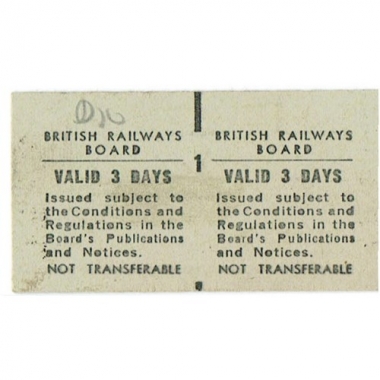 BRITISH RAILWAYS
BOARD
VALID 3 DAYS
Issued subject to
the Conditions and
Regulations in the
Board's Publications
and Notices.
NOT TRANSFERABLE
1
BRITISH RAILWAYS
BOARD
VALID 3 DAYS
Issued subject to
the Conditions and
Regulations in the
Board's Publications
and Notices.
NOT TRANSFERABLE